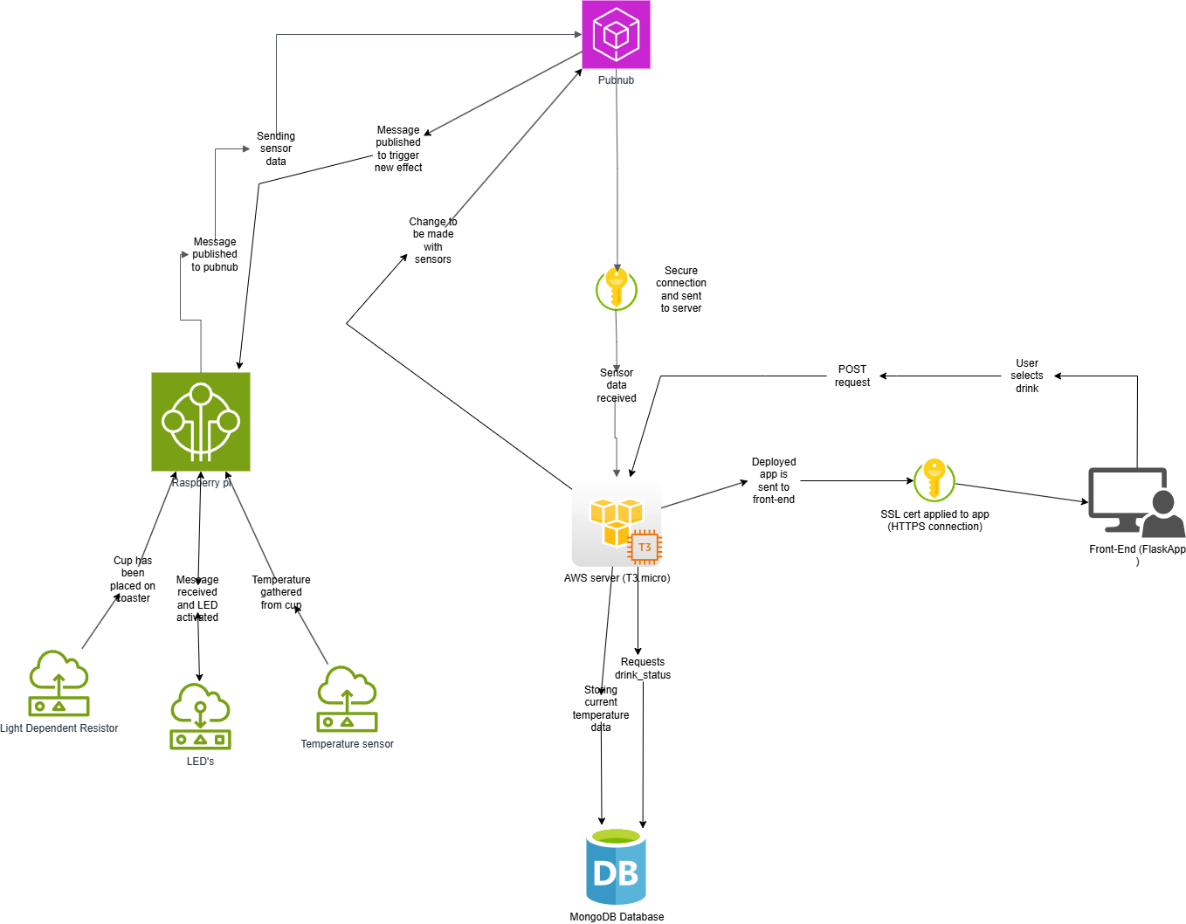 Pubnub
Sending
sensor
data
Message
published
to trigger
new effect
Change to
be made
with
sensors
Message
published
to pubnub
Secure
connection
and sent
to server
Sensor
data
received
POST
request
User
selects
drink
Raspberry pi
Deployed
app is
sent to
front-end
SSL cert applied to app
(HTTPS connection)
Front-End (FlaskApp
)
T3
AWS server (T3.micro)
Cup has
been
placed on
coaster
Message
received
and LED
activated
Temperature
gathered
from cup
Light Dependent Resistor
LED's
Temperature sensor
Requests
drink_status
Storing
current
temperature
data
DB
MongoDB Database